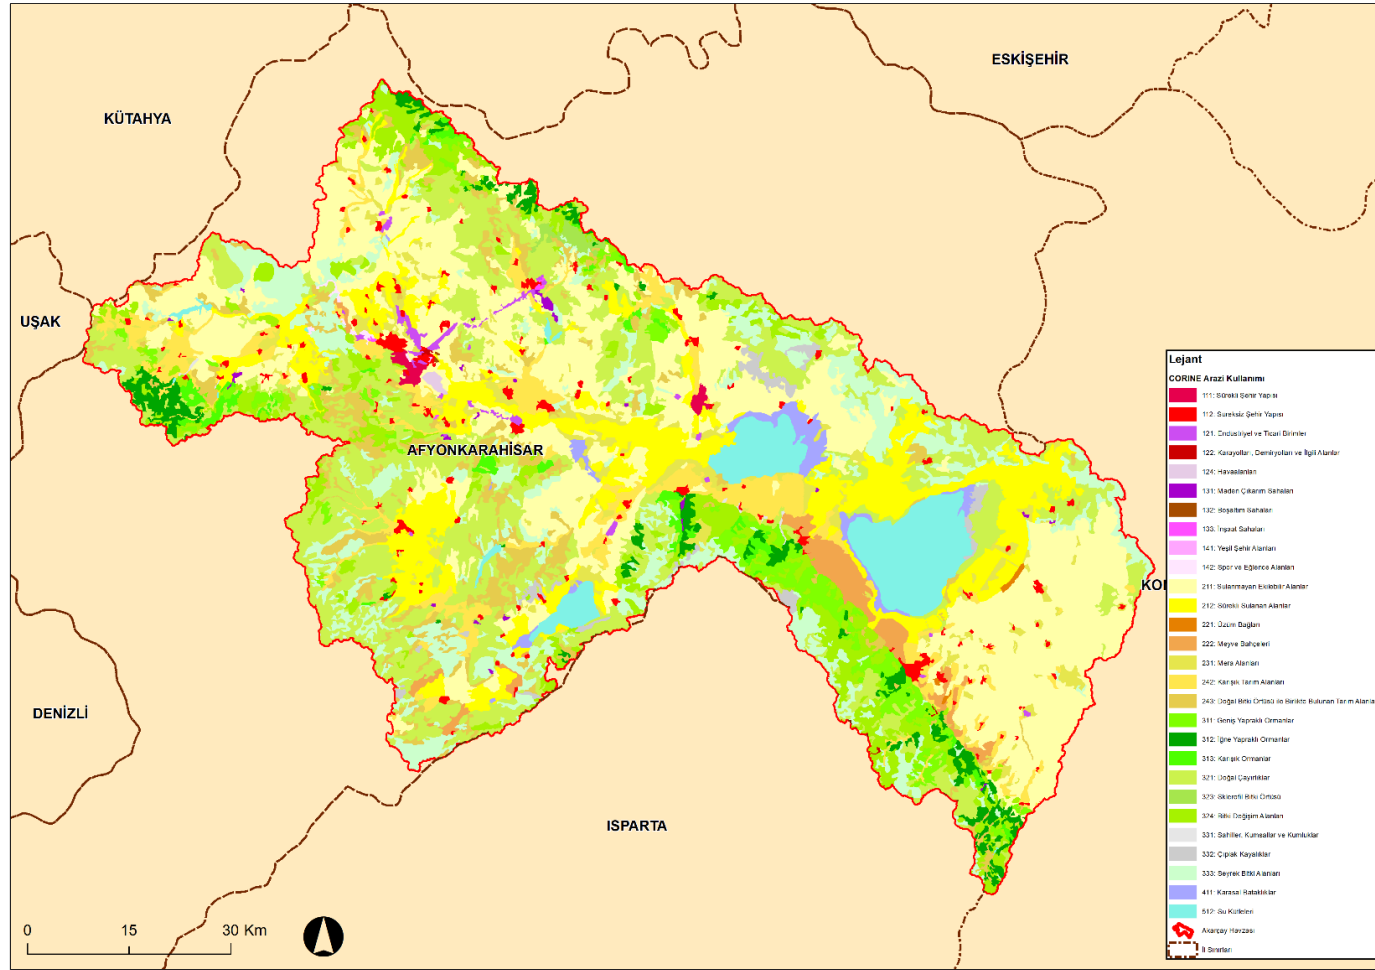 ESKİŞEHİR
KÜTAHYA
UŞAK
AFYONKARAHİSAR
KO
DENİZLİ
ISPARTA
0 15 30 Km
Lejant
CORINE Arazi Kullanımı
111: Sürekli Şehir Yapısı
112: Süreksiz Şehir Yapısı
121: Endüstriyel ve Ticari Birimler
122: Karayolları, Demiryolları ve İlgili Alanlar
124: Havaalanları
131: Maden Çıkarım Sahaları
132: Boşaltım Sahaları
133: İnşaat Sahaları
141: Yeşil Şehir Alanları
142: Spor ve Eğlence Alanları
211: Sulanmayan Ekilebilir Alanlar
212: Sürekli Sulanan Alanlar
221: Üzüm Bağları
222: Meyve Bahçeleri
231: Mera Alanları
242: Karışık Tarım Alanları
243: Doğal Bitki Örtüsü ile Birlikte Bulunan Tarım Alanla
311: Geniş Yapraklı Ormanlar
312: İğne Yapraklı Ormanlar
313: Karışık Ormanlar
321: Doğal Çayırlıklar
323: Sklerofil Bitki Örtüsü
324: Bitki Değişim Alanları
331: Sahiller, Kumsallar ve Kumluklar
332: Çıplak Kayalıklar
333: Seyrek Bitki Alanları
411: Karasal Bataklıklar
512: Su Kütleleri
Akarçay Havzası
İl Sınırları